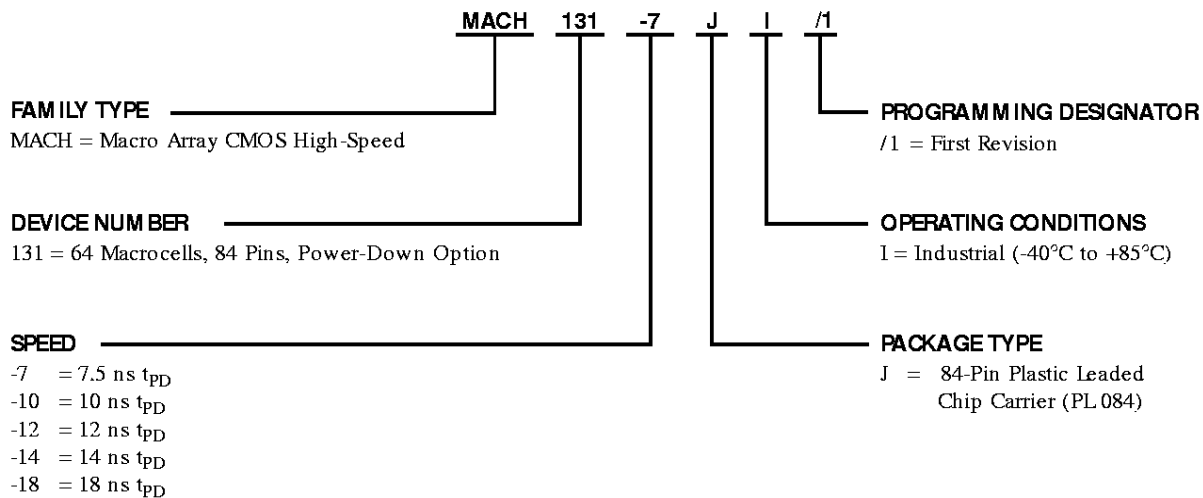 MACH 131 -7 J I /1
FAMILY TYPE
MACH = Macro Array CMOS High-Speed
PROGRAMMING DESIGNATOR
/1 = First Revision
DEVICE NUMBER
131 = 64 Macrocells, 84 Pins, Power-Down Option
OPERATING CONDITIONS
I = Industrial (-40°C to +85°C)
SPEED
-7 = 7.5 ns tPD
-10 = 10 ns tPD
-12 = 12 ns tPD
-14 = 14 ns tPD
-18 = 18 ns tPD
PACKAGE TYPE
J = 84-Pin Plastic Leaded
Chip Carrier (PL 084)